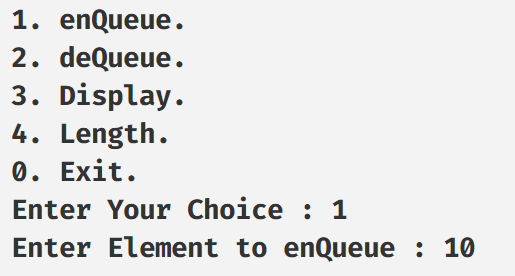 1. enQueue.
2. deQueue.
3. Display.
4. Length.
0. Exit.
Enter Your Choice : 1
Enter Element to enQueue : 10